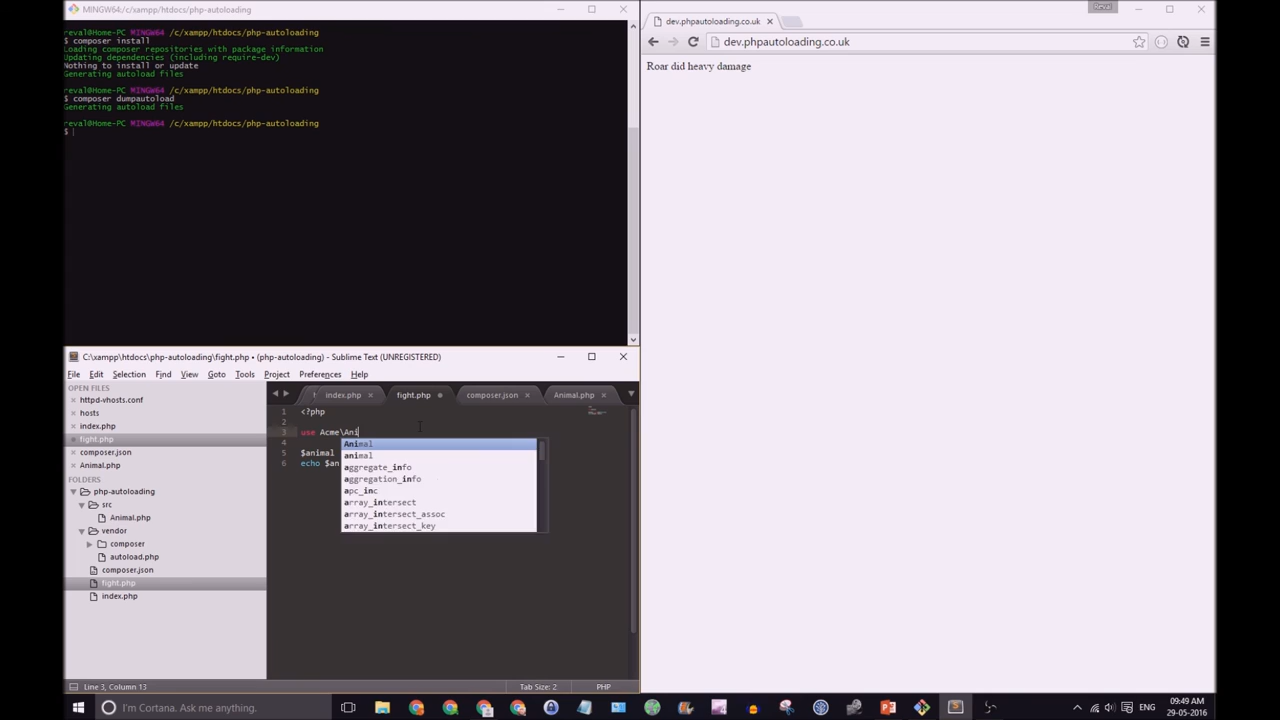 MINGW64:/c/xampp/htdocs/php-autoloading
reval@Home-PC MINGW64 /c/xampp/htdocs/php-autoloading
$ composer install
Loading composer repositories with package information
Updating dependencies (including require-dev)
Nothing to install or update
Generating autoload files
reval@Home-PC MINGW64 /c/xampp/htdocs/php-autoloading
$ composer dumpautoload
Generating autoload files
reval@Home-PC MINGW64 /c/xampp/htdocs/php-autoloading
$
Reval
dev.phpautoloading.co.uk
dev.phpautoloading.co.uk
Roar did heavy damage
C:\xampp\htdocs\php-autoloading\fight.php • (php-autoloading) - Sublime Text (UNREGISTERED)
File Edit Selection Find View Goto Tools Project Preferences Help
OPEN FILES
httpd-vhosts.conf
hosts
index.php
fight.php
composer.json
Animal.php
FOLDERS
php-autoloading
src
Animal.php
vendor
composer
autoload.php
composer.json
fight.php
index.php
index.php fight.php composer.json Animal.php
1 <?php
2
3 use Acme\Ani
4
5 $animal
6 echo $an
Animal
animal
aggregate_info
aggregation_info
apc_inc
array_intersect
array_intersect_assoc
array_intersect_key
Line 3, Column 13
Tab Size: 2
PHP
I'm Cortana. Ask me anything.
ENG
09:49 AM
29-05-2016